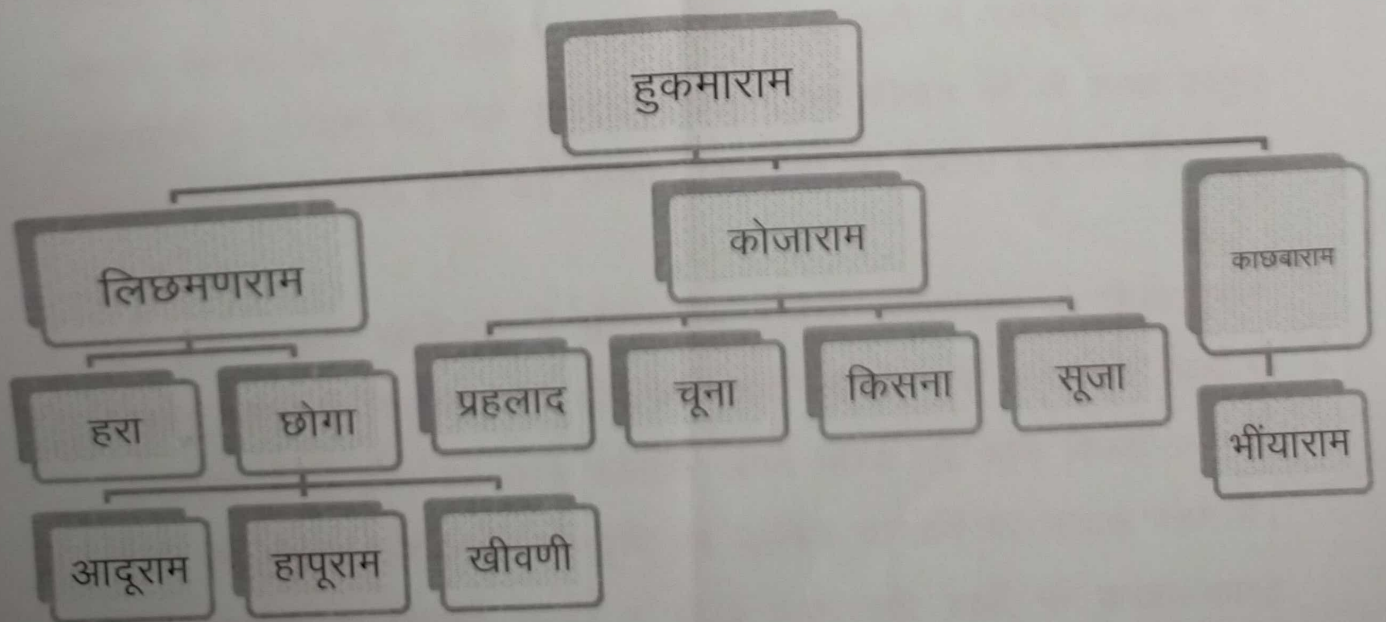 हुकमाराम
लिछमणराम
कोजाराम
काछबाराम
हरा
छोगा
प्रहलाद
चूना
किसना
सूजा
भींयाराम
आदूराम
हापूराम
खीवणी